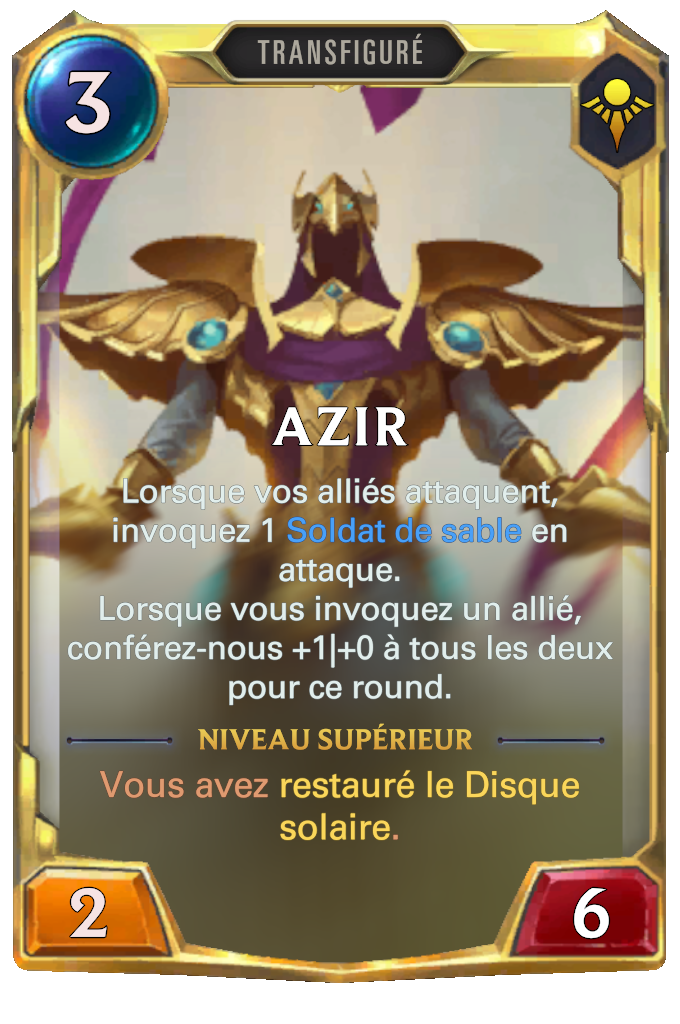 TRANSFIGURÉ
3
AZIR
Lorsque vos alliés attaquent,
invoquez 1 Soldat de sable en
attaque.
Lorsque vous invoquez un allié,
conférez-nous +1|+0 à tous les deux
pour ce round.
NIVEAU SUPÉRIEUR
Vous avez restauré le Disque
solaire.
2
6